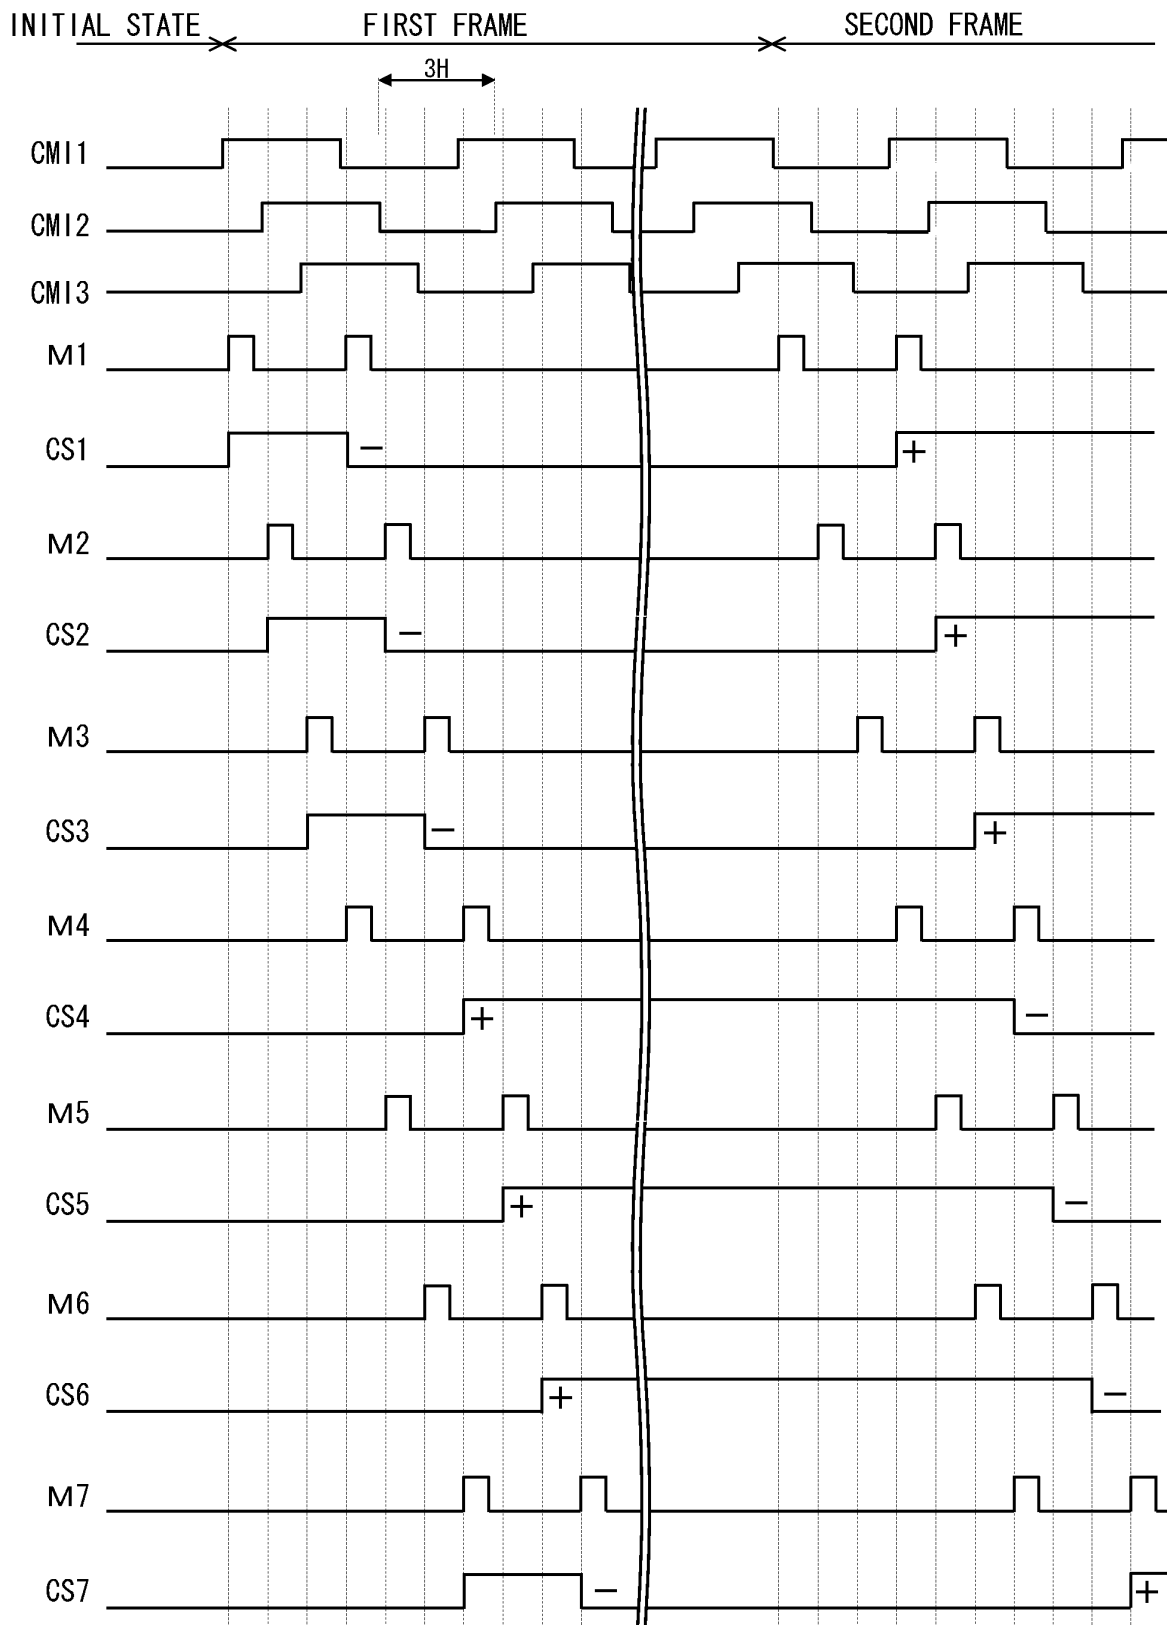 INITIAL STATE FIRST FRAME SECOND FRAME
3H
CMI1
CMI2
CMI3
M1
CS1 − +
M2
CS2 − +
M3
CS3 − +
M4
CS4 + −
M5
CS5 + −
M6
CS6 + −
M7
CS7 − +